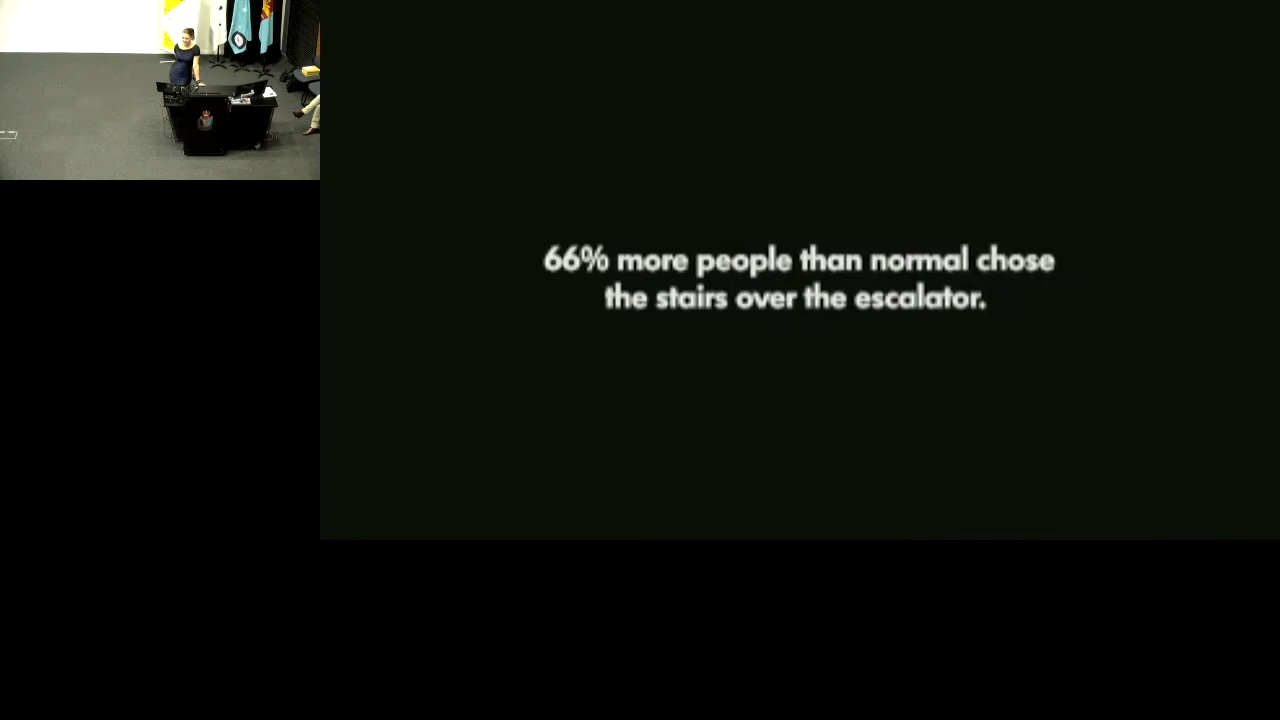 66% more people than normal chose
the stairs over the escalator.